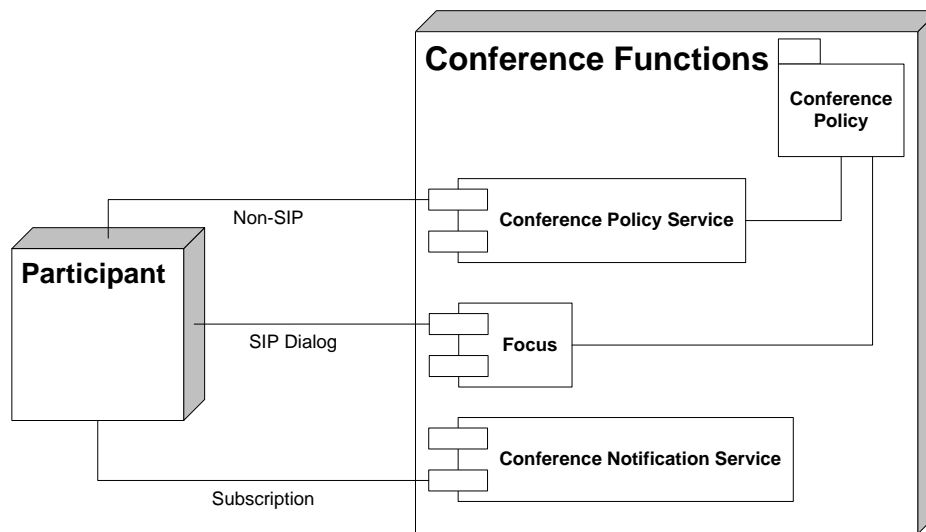 Conference Functions
Conference
Policy
Non-SIP
Conference Policy Service
Participant
SIP Dialog
Focus
Conference Notification Service
Subscription